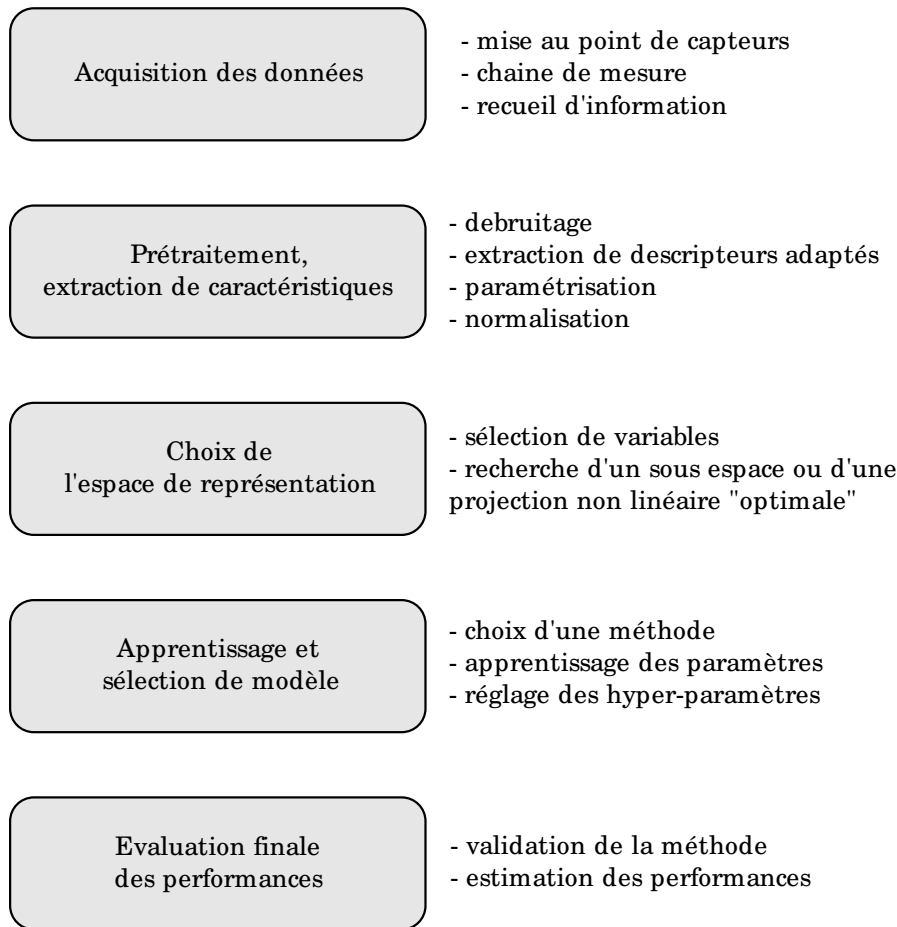 Acquisition des données
- mise au point de capteurs
- chaine de mesure
- recueil d'information
Prétraitement,
extraction de caractéristiques
- debruitage
- extraction de descripteurs adaptés
- paramétrisation
- normalisation
Choix de
l'espace de représentation
- sélection de variables
- recherche d'un sous espace ou d'une
projection non linéaire "optimale"
Apprentissage et
sélection de modèle
- choix d'une méthode
- apprentissage des paramètres
- réglage des hyper-paramètres
Evaluation finale
des performances
- validation de la méthode
- estimation des performances